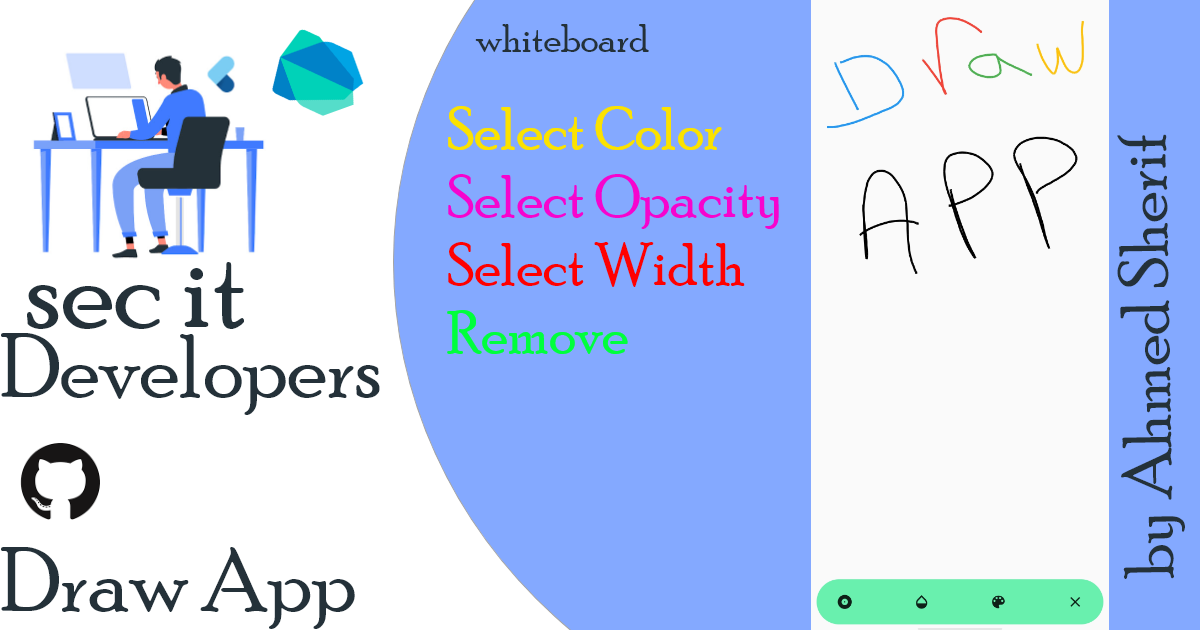 sec it
Developers
Draw App
whiteboard
Select Color
Select Opacity
Select Width
Remove
Draw
APP
by Ahmed Sherif